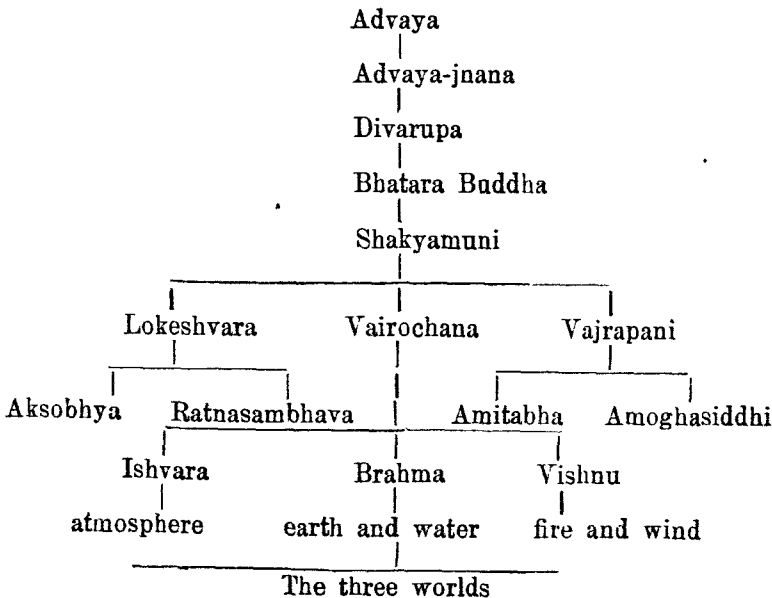 Advaya
Advaya-jnana
Divarupa
Bhatara Buddha
Shakyamuni
Lokeshvara Vairochana Vajrapani
Aksobhya Ratnasambhava Amitabha Amoghasiddhi
Ishvara Brahma Vishnu
atmosphere earth and water fire and wind
The three worlds